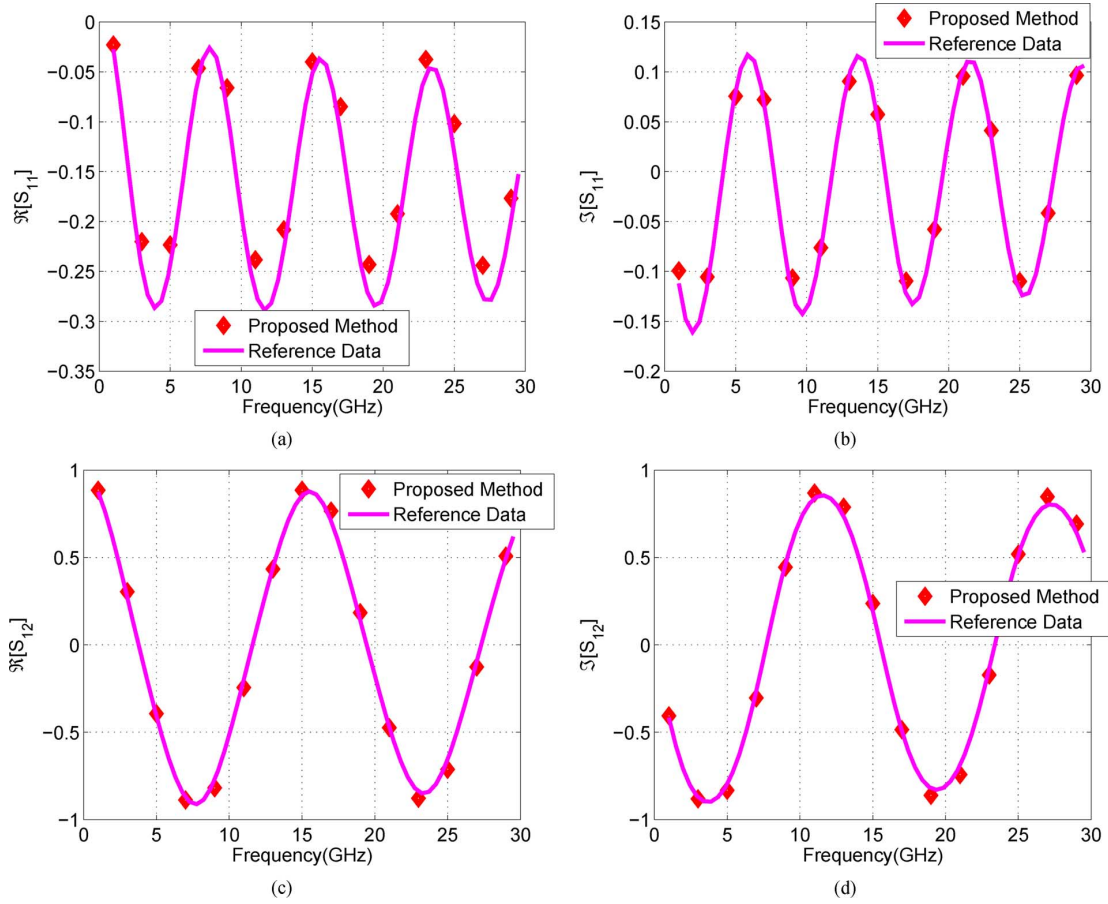 0
−0.05
−0.1
−0.15
−0.2
−0.25
−0.3
−0.35
ℜ[S₁₁]
Proposed Method
Reference Data
0 5 10 15 20 25 30
Frequency(GHz)
(a)
0.15
0.1
0.05
0
−0.05
−0.1
−0.15
−0.2
ℑ[S₁₁]
Proposed Method
Reference Data
0 5 10 15 20 25 30
Frequency(GHz)
(b)
1
0.5
0
−0.5
−1
ℜ[S₁₂]
Proposed Method
Reference Data
0 5 10 15 20 25 30
Frequency(GHz)
(c)
1
0.5
0
−0.5
−1
ℑ[S₁₂]
Proposed Method
Reference Data
0 5 10 15 20 25 30
Frequency(GHz)
(d)